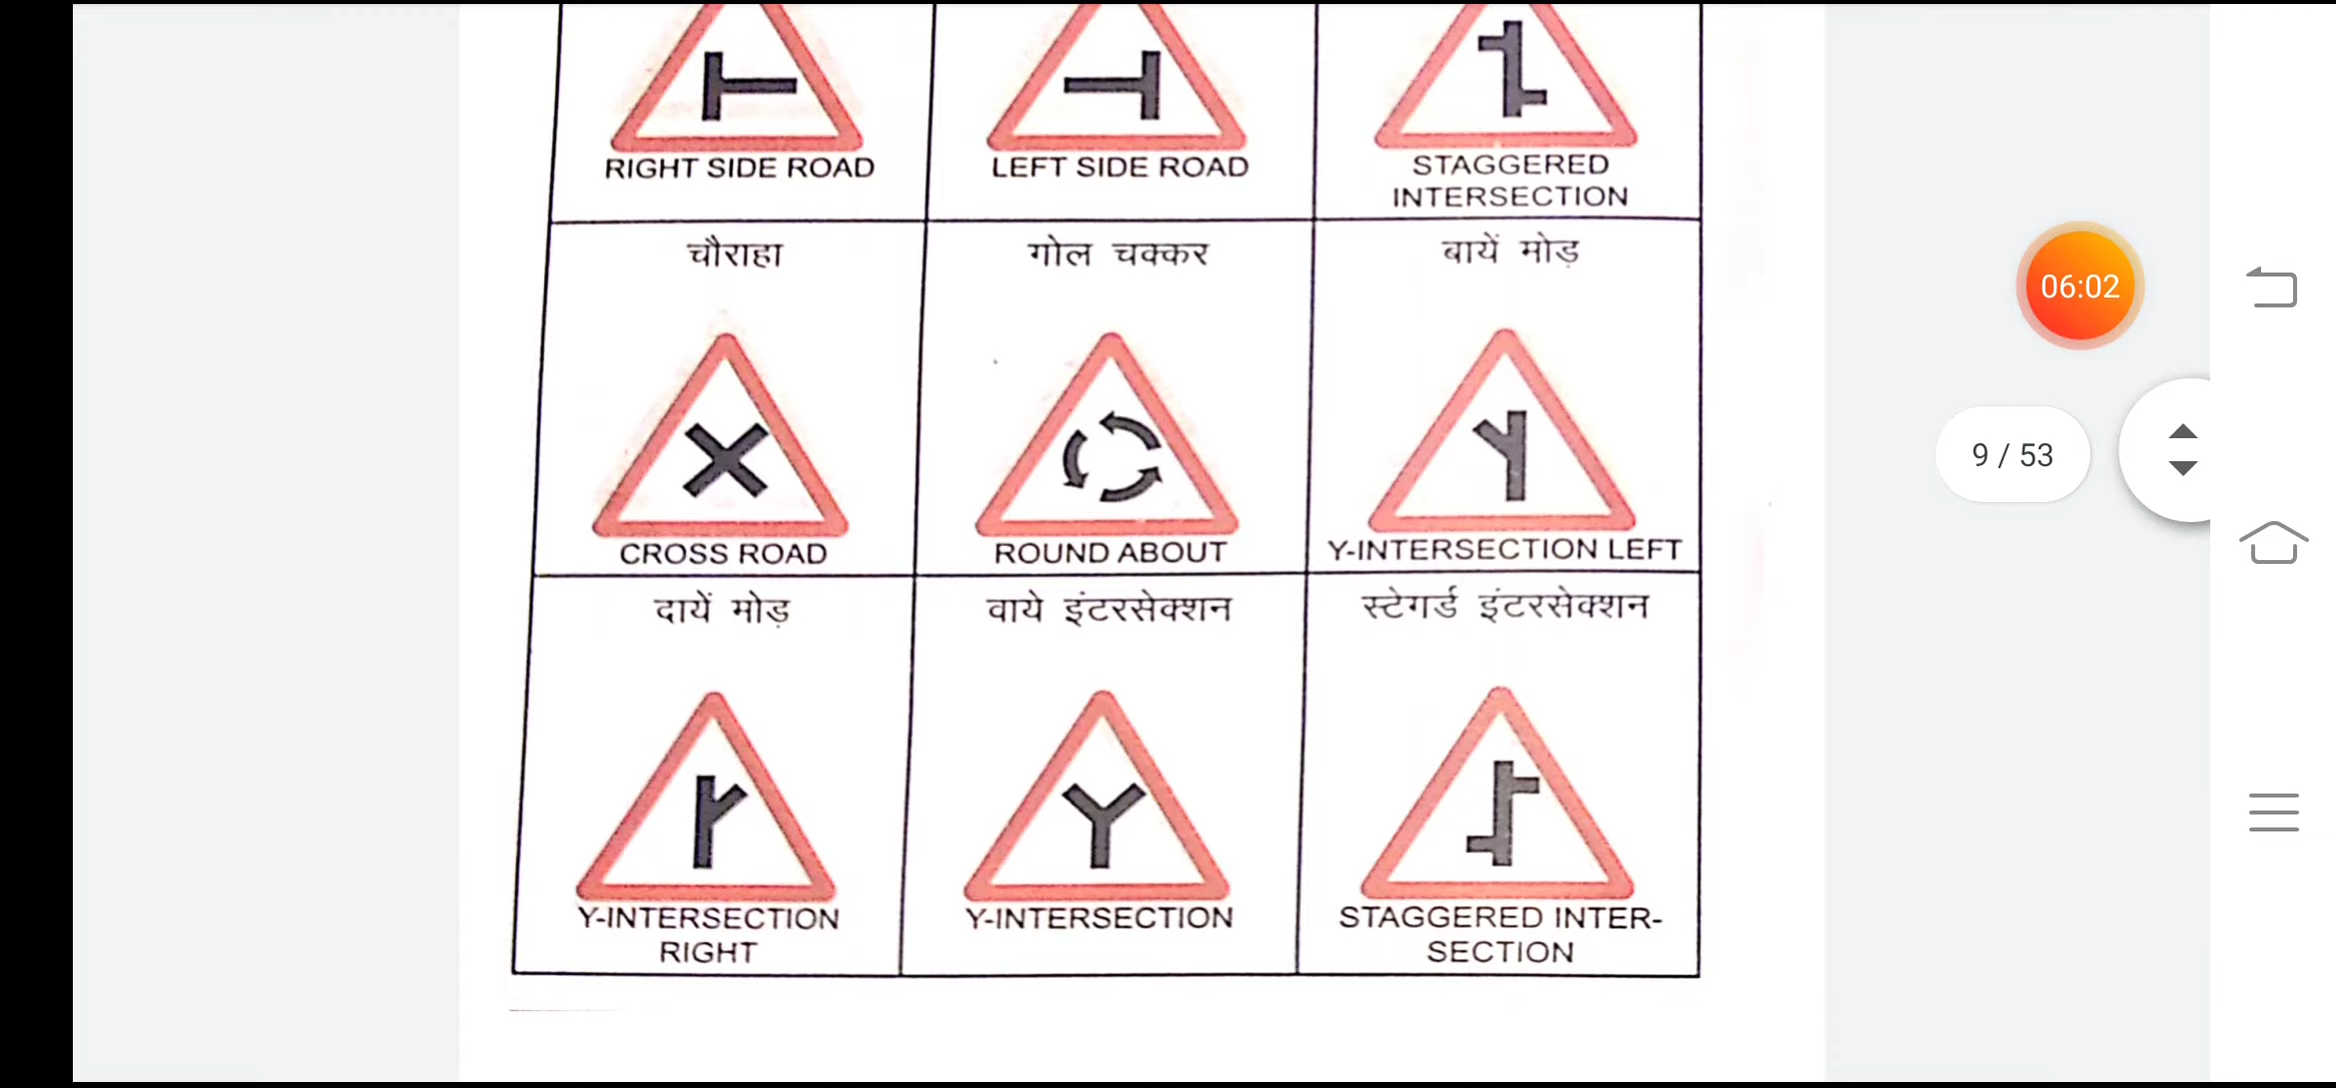 RIGHT SIDE ROAD
LEFT SIDE ROAD
STAGGERED
INTERSECTION
चौराहा
गोल चक्कर
बायें मोड़
CROSS ROAD
ROUND ABOUT
Y-INTERSECTION LEFT
दायें मोड़
वाये इंटरसेक्शन
स्टेगर्ड इंटरसेक्शन
Y-INTERSECTION
RIGHT
Y-INTERSECTION
STAGGERED INTER-
SECTION
06:02
9 / 53